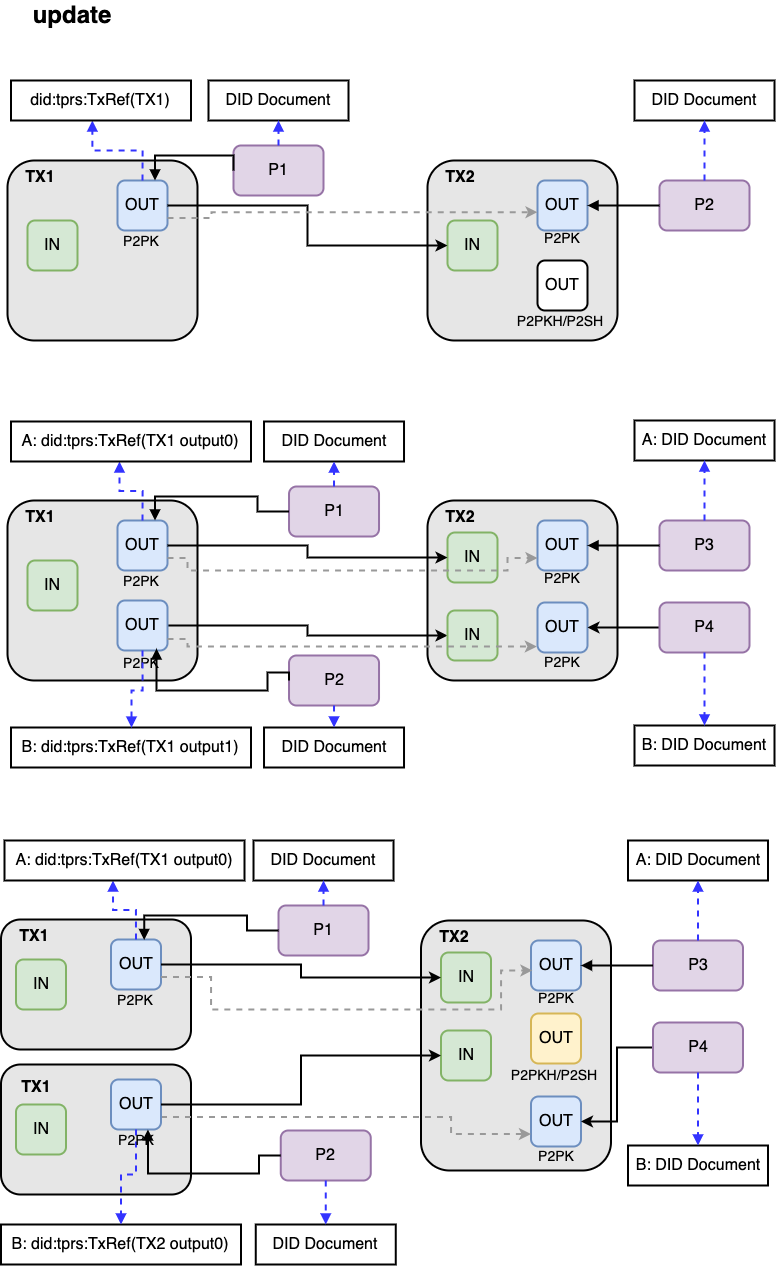 update
did:tprs:TxRef(TX1)
DID Document
DID Document
P1
TX1
OUT
P2PK
IN
TX2
OUT
P2PK
IN
OUT
P2PKH/P2SH
P2
A: did:tprs:TxRef(TX1 output0)
DID Document
A: DID Document
P1
TX1
OUT
P2PK
IN
OUT
P2PK
TX2
IN
OUT
P2PK
IN
OUT
P2PK
P3
P4
P2
B: did:tprs:TxRef(TX1 output1)
DID Document
B: DID Document
A: did:tprs:TxRef(TX1 output0)
DID Document
A: DID Document
P1
TX1
OUT
P2PK
IN
TX2
IN
OUT
P2PK
OUT
P2PKH/P2SH
IN
OUT
P2PK
P3
P4
TX1
OUT
P2PK
IN
P2
B: DID Document
B: did:tprs:TxRef(TX2 output0)
DID Document